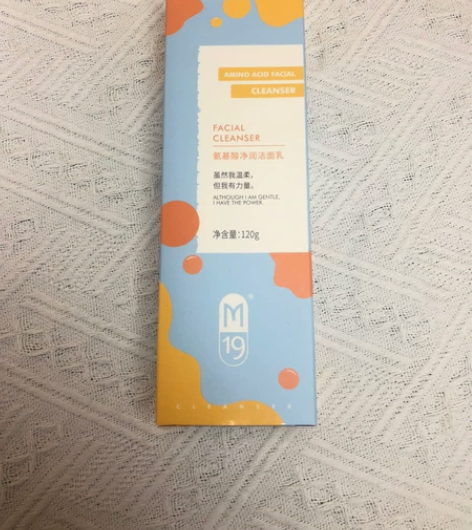 AMINO ACID FACIAL
CLEANSER
FACIAL
CLEANSER
氨基酸净润洁面乳
虽然我温柔，
但我有力量。
ALTHOUGH I AM GENTLE,
I HAVE THE POWER.
净含量：120g
M®
19
CLEANSER